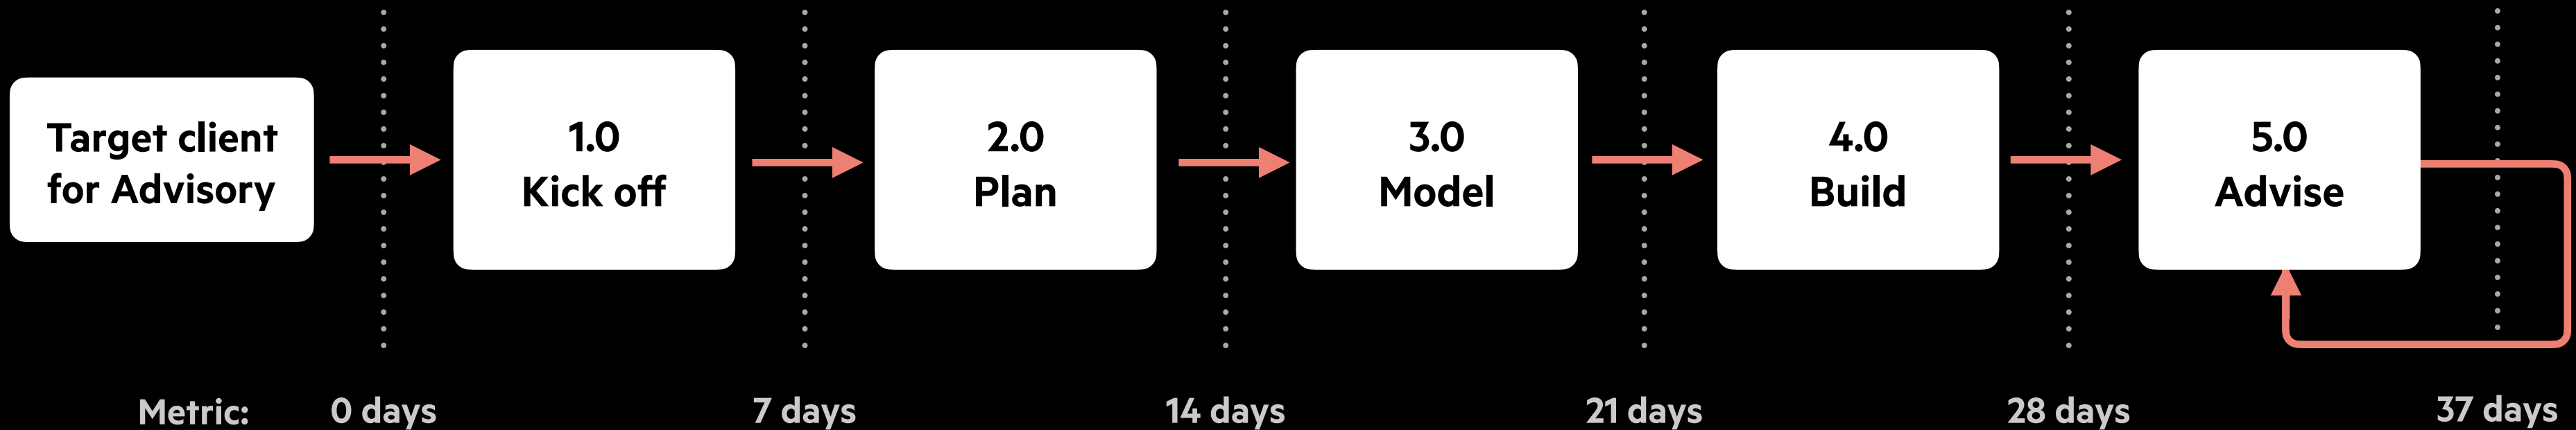 Target client
for Advisory
1.0
Kick off
2.0
Plan
3.0
Model
4.0
Build
5.0
Advise
Metric:
0 days
7 days
14 days
21 days
28 days
37 days